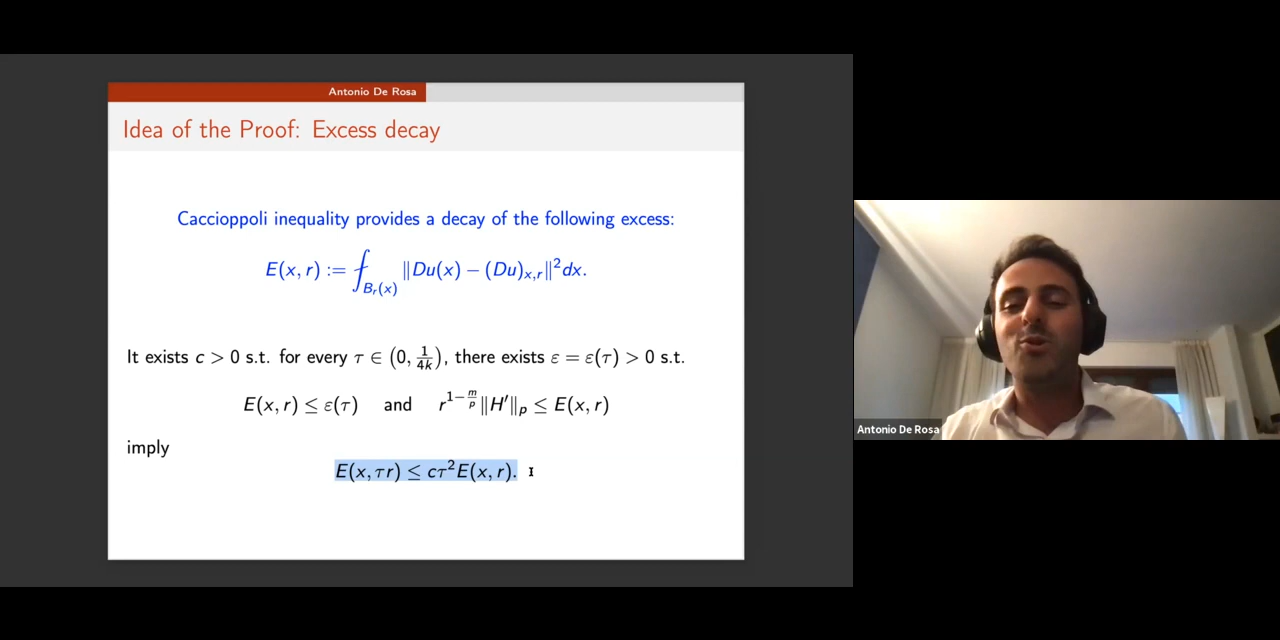 Antonio De Rosa
Idea of the Proof: Excess decay
Caccioppoli inequality provides a decay of the following excess:
E(x, r) := ⨍_{B_r(x)} ‖Du(x) − (Du)_{x,r}‖² dx.
It exists c > 0 s.t. for every τ ∈ (0, 1/4k), there exists ε = ε(τ) > 0 s.t.
E(x, r) ≤ ε(τ) and r^{1−m/p} ‖H′‖_p ≤ E(x, r)
imply
E(x, τr) ≤ cτ²E(x, r).
Antonio De Rosa